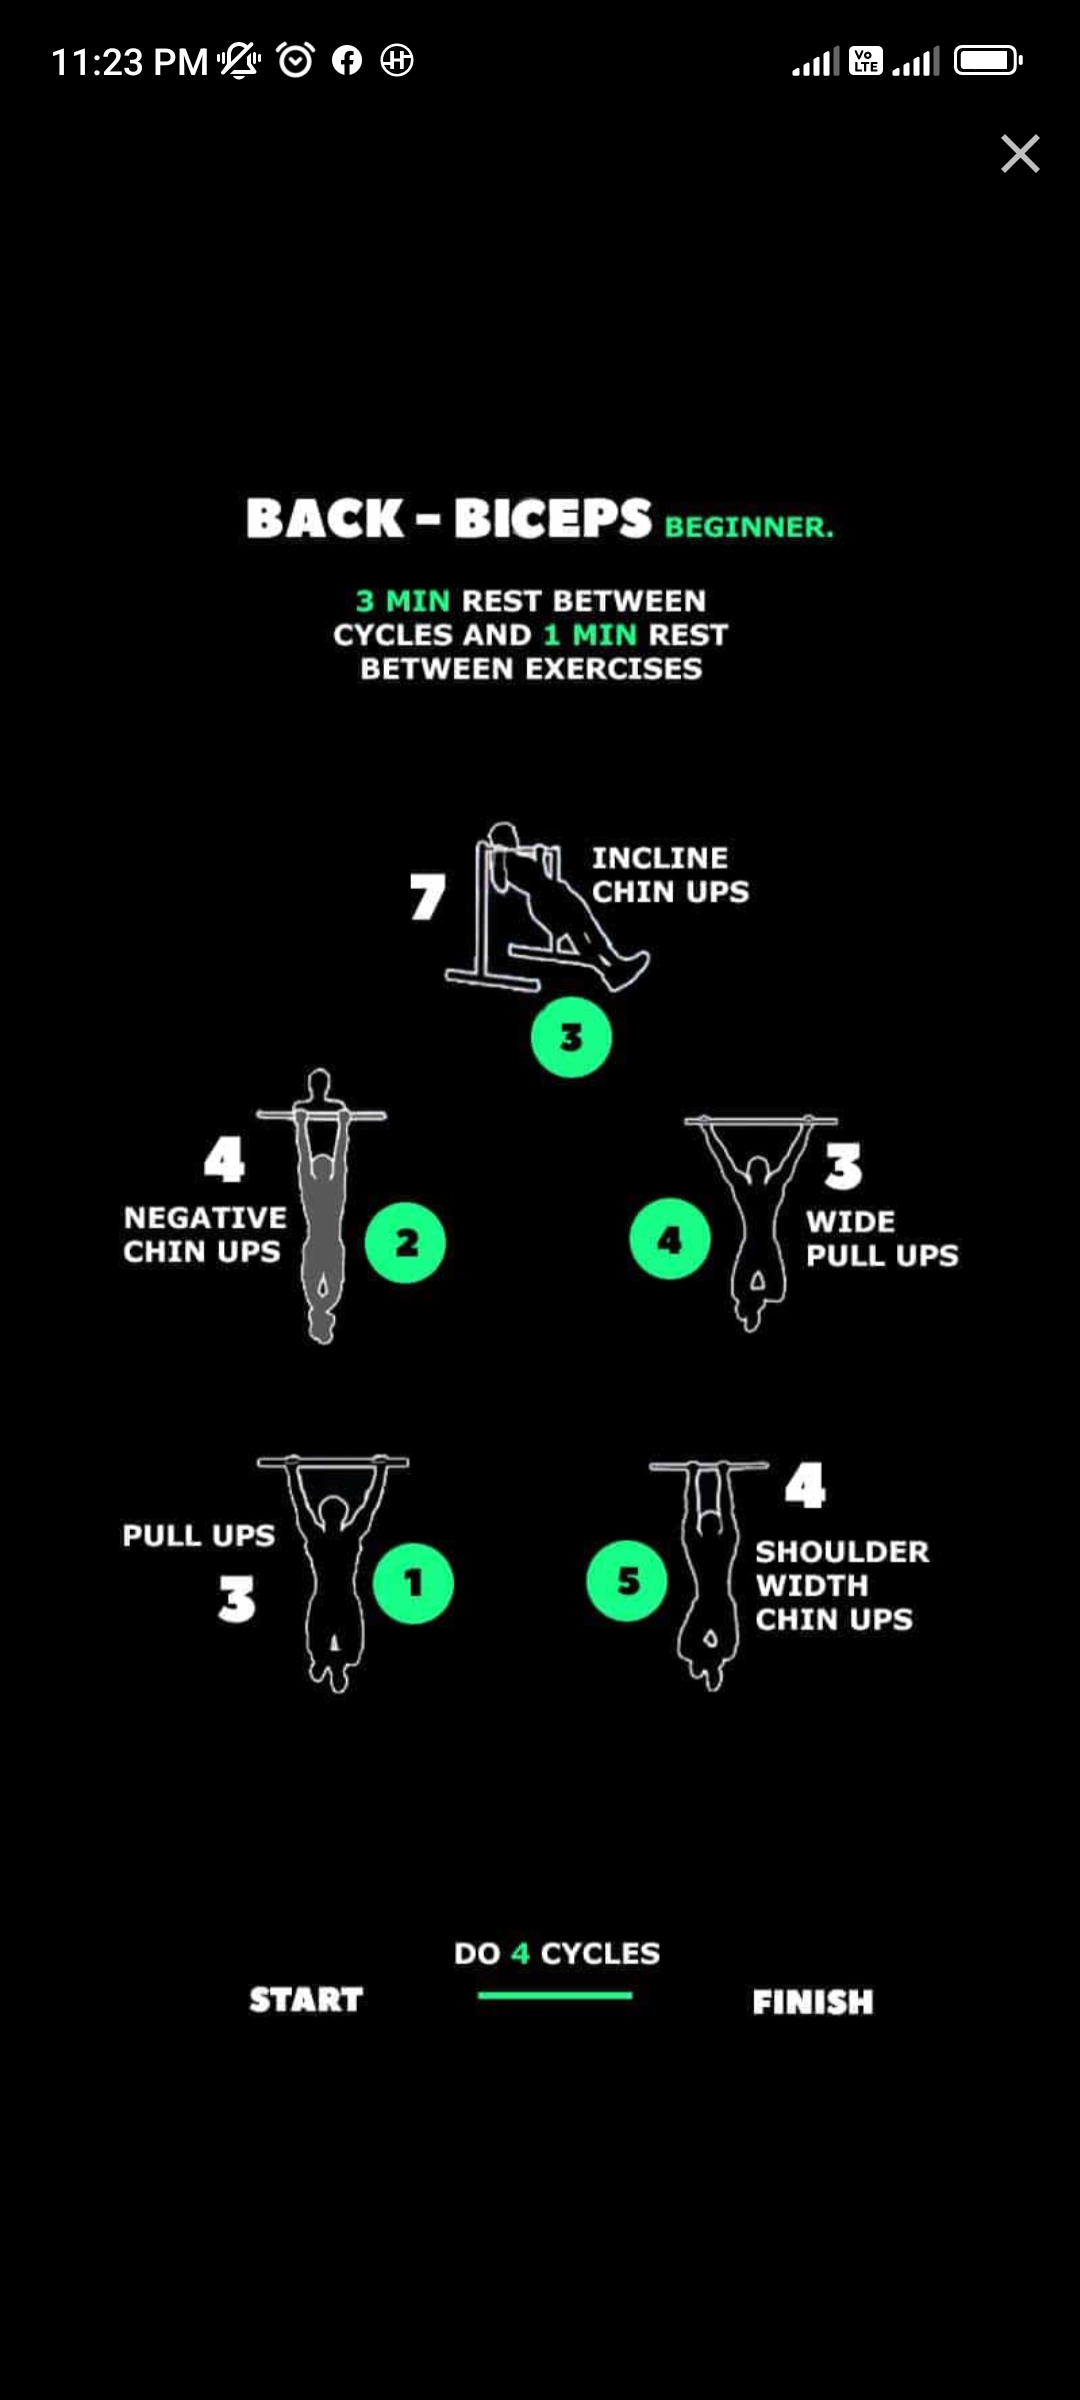 11:23 PM
Vo LTE
BACK - BICEPS BEGINNER.
3 MIN REST BETWEEN
CYCLES AND 1 MIN REST
BETWEEN EXERCISES
7
INCLINE
CHIN UPS
3
4
NEGATIVE
CHIN UPS
2
4
3
WIDE
PULL UPS
PULL UPS
3
1
5
4
SHOULDER
WIDTH
CHIN UPS
DO 4 CYCLES
START
FINISH